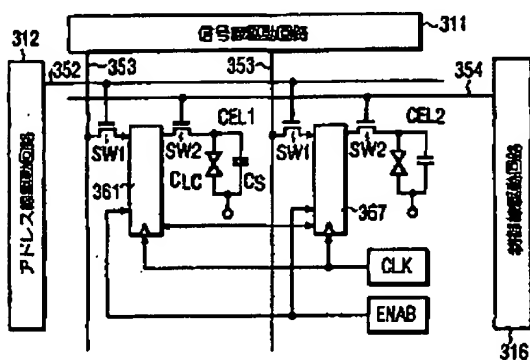 311
信号線駆動回路
312
352
353
353
354
CEL1
CEL2
SW1
SW2
SW1
SW2
アドレス線駆動回路
361
CLC
CS
367
CLK
ENAB
制御線駆動回路
316